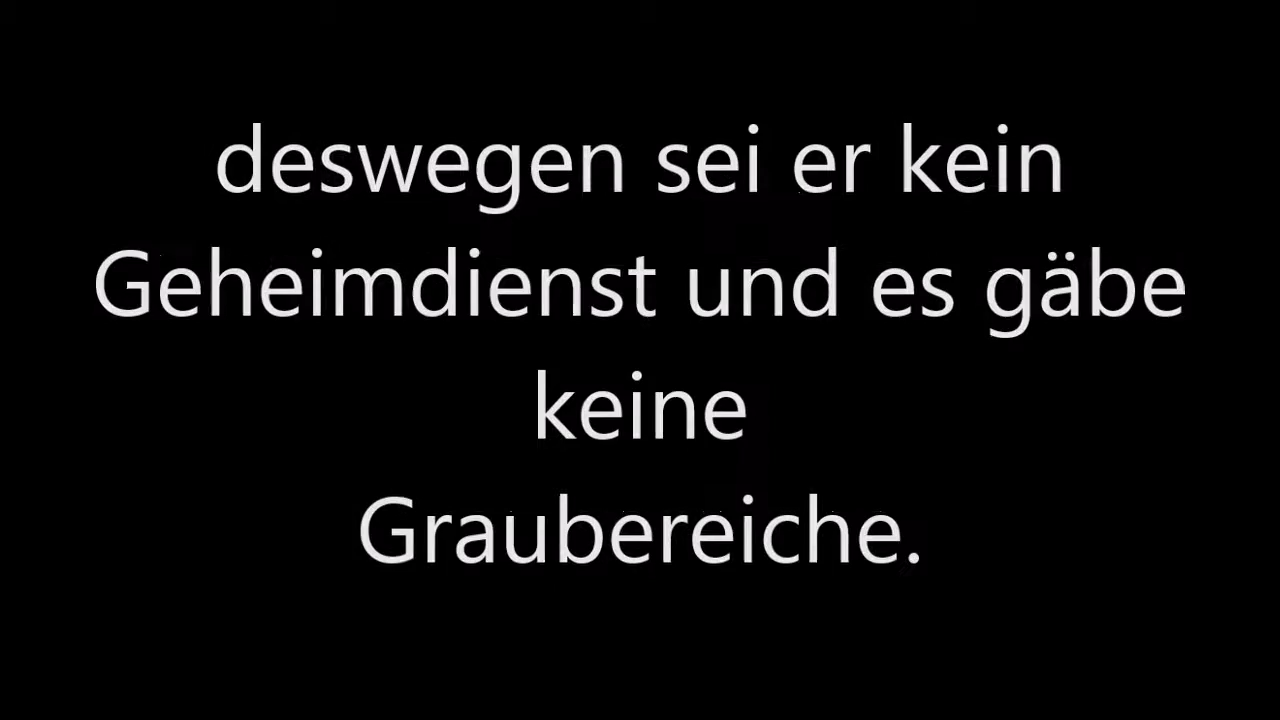 deswegen sei er kein
Geheimdienst und es gäbe
keine
Graubereiche.